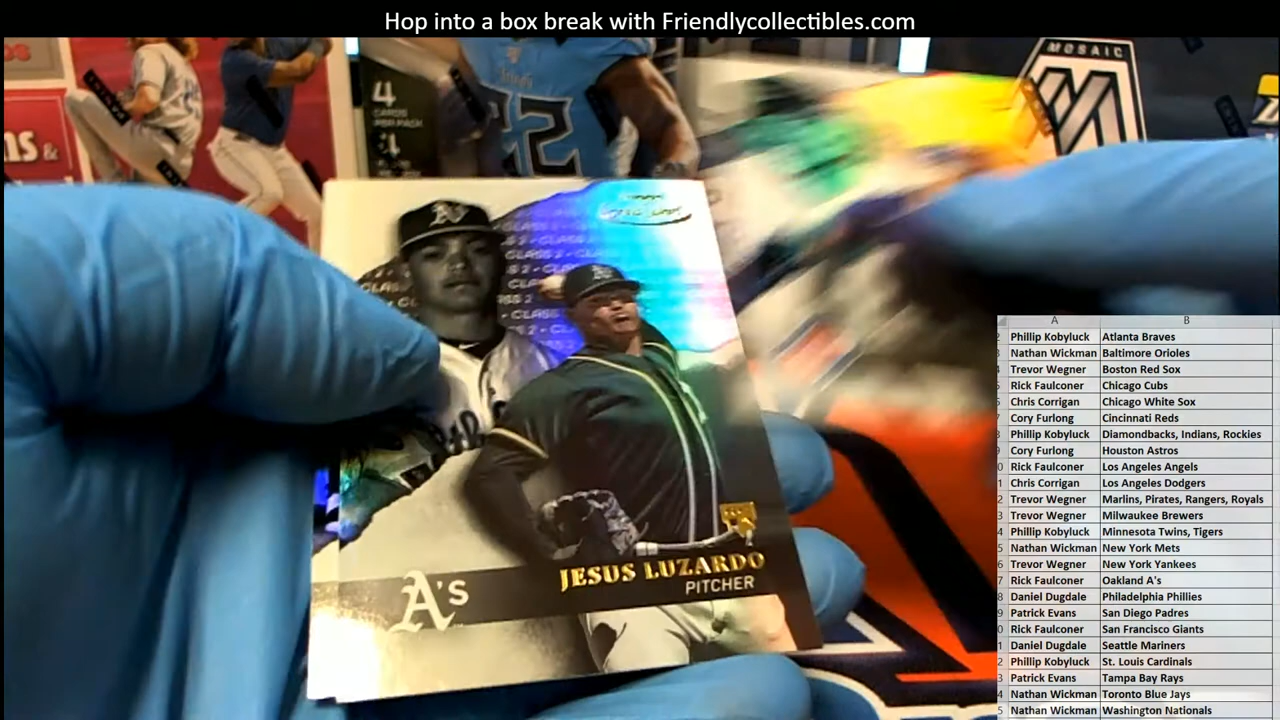 Hop into a box break with Friendlycollectibles.com
MOSAIC
4
CARDS
PER PACK
ns &
CLASS 2 - CLASS 2
JESUS LUZARDO
PITCHER
A'S
A B
Phillip Kobyluck Atlanta Braves
Nathan Wickman Baltimore Orioles
Trevor Wegner Boston Red Sox
Rick Faulconer Chicago Cubs
Chris Corrigan Chicago White Sox
Cory Furlong Cincinnati Reds
Phillip Kobyluck Diamondbacks, Indians, Rockies
Cory Furlong Houston Astros
Rick Faulconer Los Angeles Angels
Chris Corrigan Los Angeles Dodgers
Trevor Wegner Marlins, Pirates, Rangers, Royals
Trevor Wegner Milwaukee Brewers
Phillip Kobyluck Minnesota Twins, Tigers
Nathan Wickman New York Mets
Trevor Wegner New York Yankees
Rick Faulconer Oakland A's
Daniel Dugdale Philadelphia Phillies
Patrick Evans San Diego Padres
Rick Faulconer San Francisco Giants
Daniel Dugdale Seattle Mariners
Phillip Kobyluck St. Louis Cardinals
Patrick Evans Tampa Bay Rays
Nathan Wickman Toronto Blue Jays
Nathan Wickman Washington Nationals